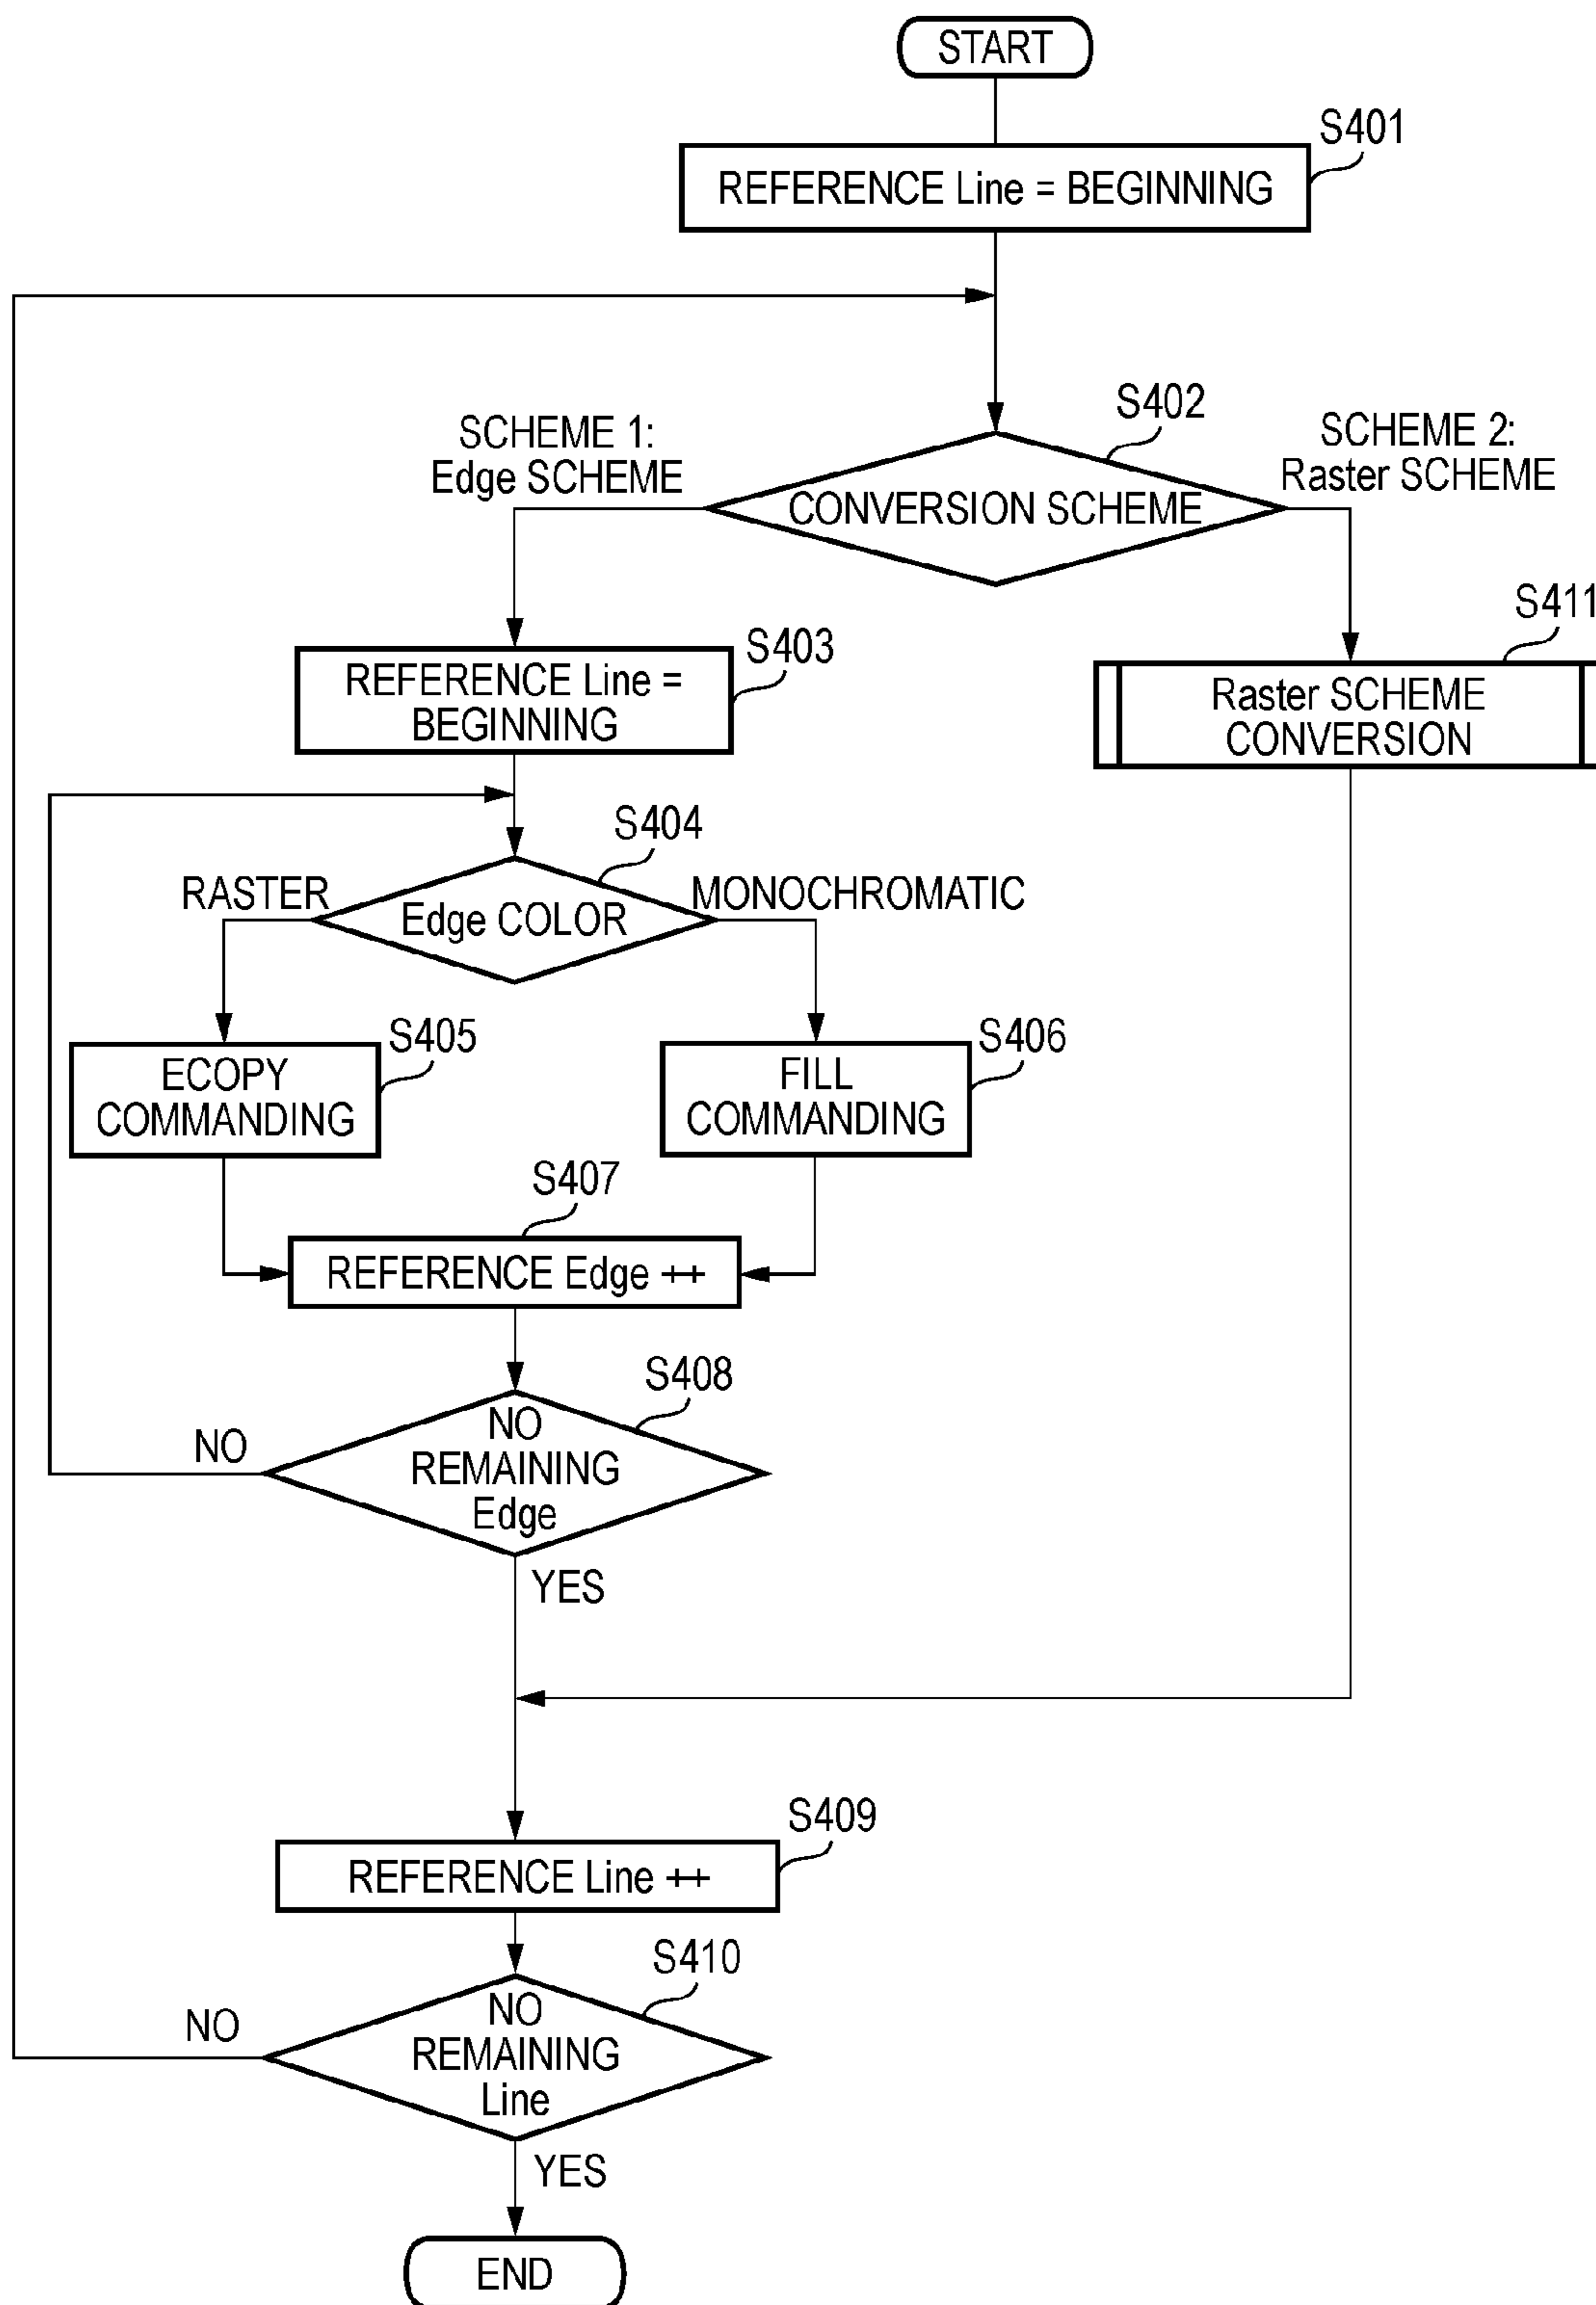 START
S401
REFERENCE Line = BEGINNING
S402
SCHEME 1:
Edge SCHEME
CONVERSION SCHEME
SCHEME 2:
Raster SCHEME
S403
REFERENCE Line =
BEGINNING
S411
Raster SCHEME
CONVERSION
S404
RASTER
Edge COLOR
MONOCHROMATIC
S405
ECOPY
COMMANDING
S406
FILL
COMMANDING
S407
REFERENCE Edge ++
S408
NO
NO
REMAINING
Edge
YES
S409
REFERENCE Line ++
S410
NO
NO
REMAINING
Line
YES
END